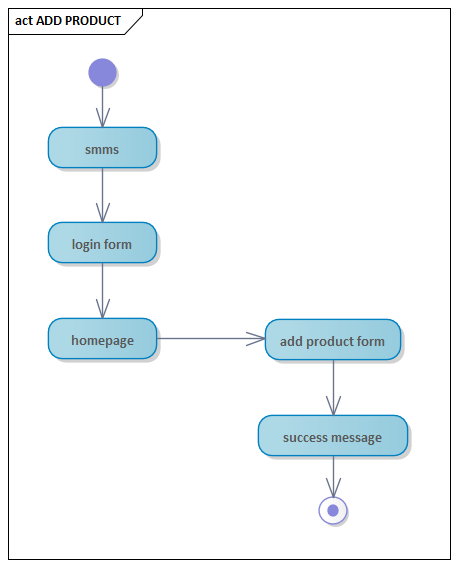 act ADD PRODUCT
smms
login form
homepage
add product form
success message